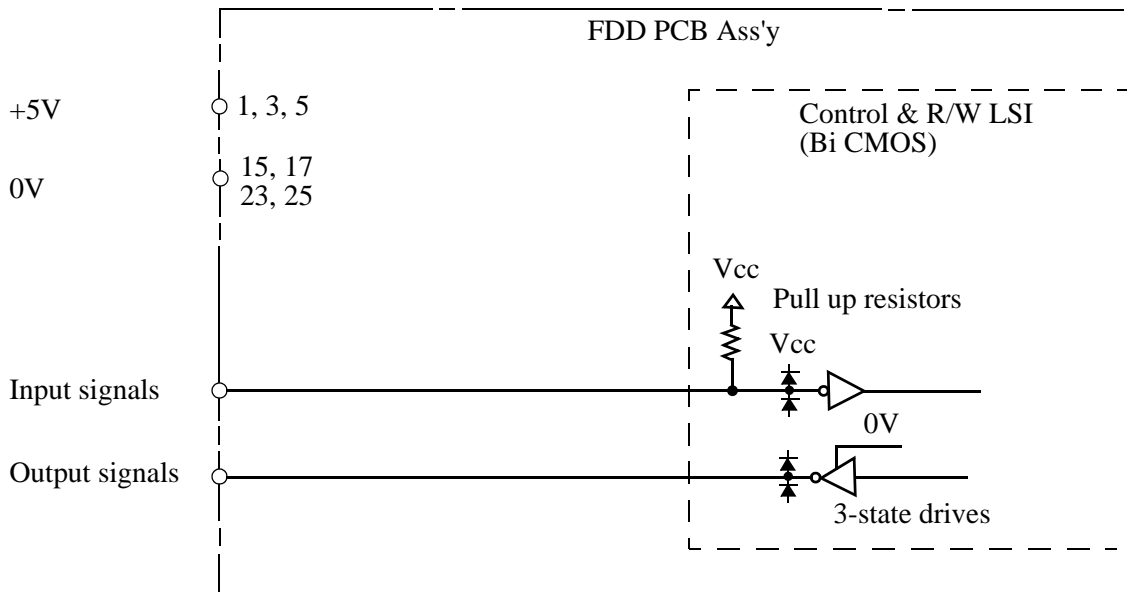 FDD PCB Ass'y
+5V
1, 3, 5
Control & R/W LSI
(Bi CMOS)
0V
15, 17
23, 25
Vcc
Pull up resistors
Vcc
Input signals
0V
Output signals
3-state drives